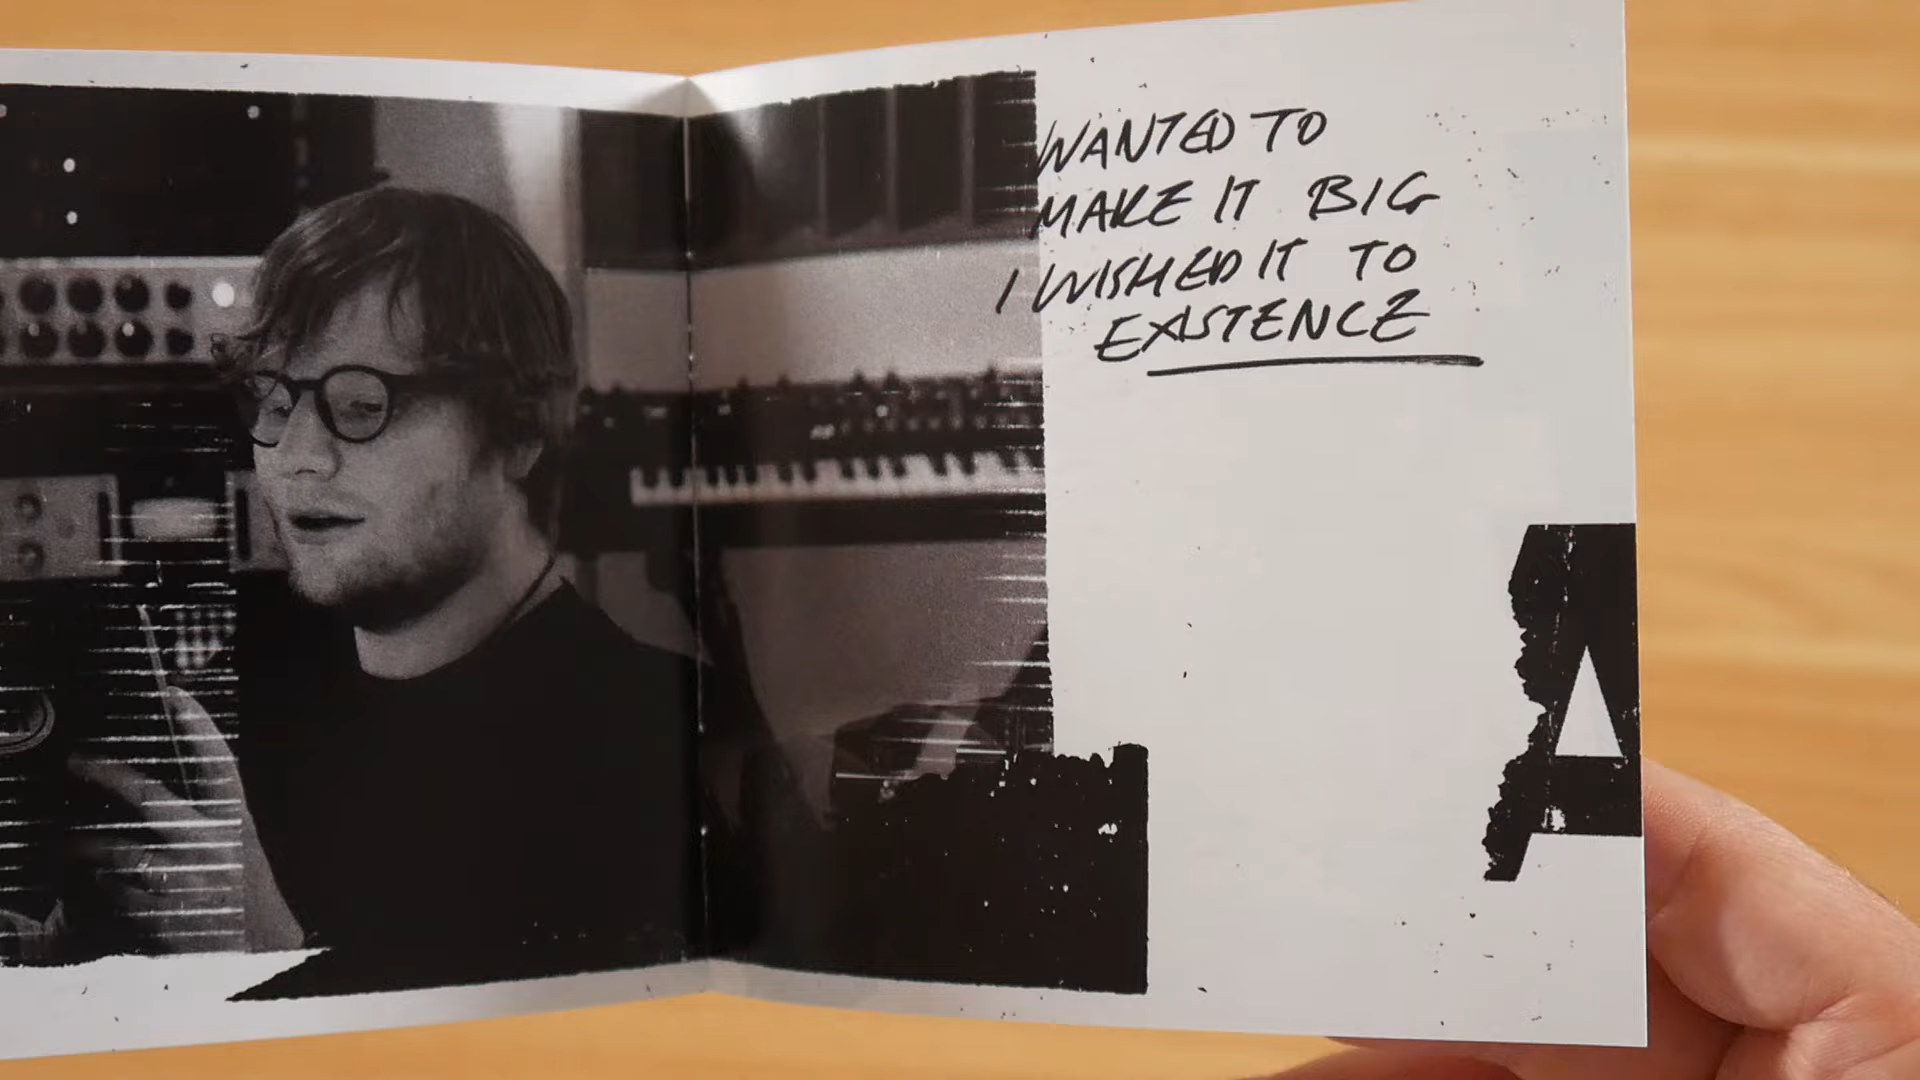 WANTED TO
MAKE IT BIG
I WISHED IT TO
EXISTENCE
A